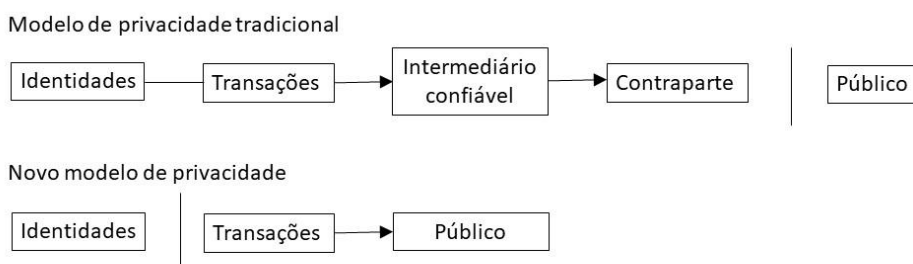 Modelo de privacidade tradicional
Identidades
Transações
Intermediário
confiável
Contraparte
Público
Novo modelo de privacidade
Identidades
Transações
Público